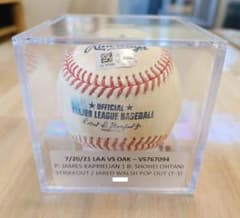 OFFICIAL
MAJOR LEAGUE BASEBALL
7/20/21 LAA VS OAK – VS767094
P: JAMES KAPRIELIAN | B: SHOHEI OHTANI
STRIKEOUT / JARED WALSH POP OUT (T-1)